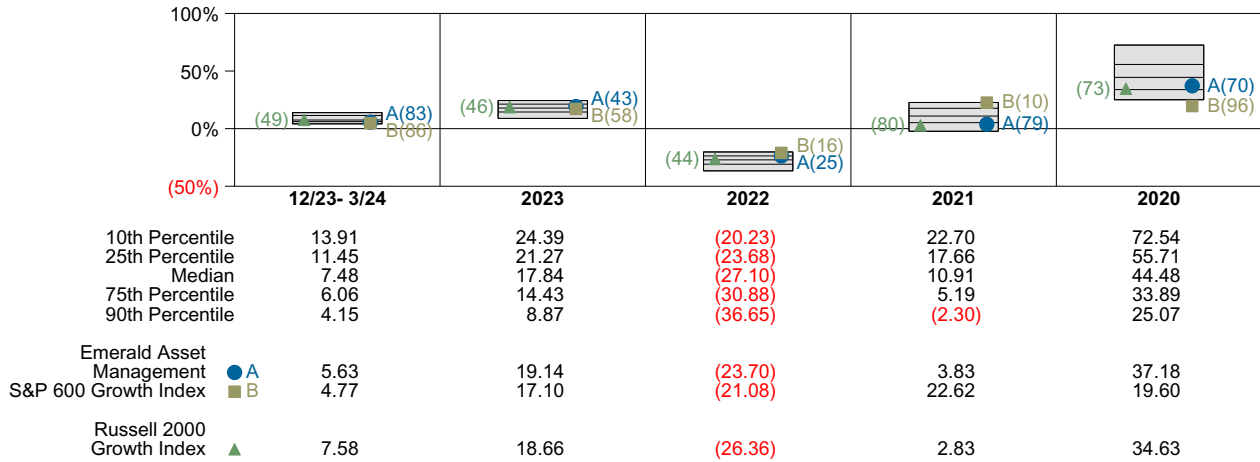 100%
50%
0%
(50%)
(49)
A(83)
B(86)
(46)
A(43)
B(58)
(44)
B(16)
A(25)
(80)
B(10)
A(79)
(73)
A(70)
B(96)
12/23- 3/24 2023 2022 2021 2020
10th Percentile 13.91 24.39 (20.23) 22.70 72.54
25th Percentile 11.45 21.27 (23.68) 17.66 55.71
Median 7.48 17.84 (27.10) 10.91 44.48
75th Percentile 6.06 14.43 (30.88) 5.19 33.89
90th Percentile 4.15 8.87 (36.65) (2.30) 25.07
Emerald Asset
Management A 5.63 19.14 (23.70) 3.83 37.18
S&P 600 Growth Index B 4.77 17.10 (21.08) 22.62 19.60
Russell 2000
Growth Index 7.58 18.66 (26.36) 2.83 34.63